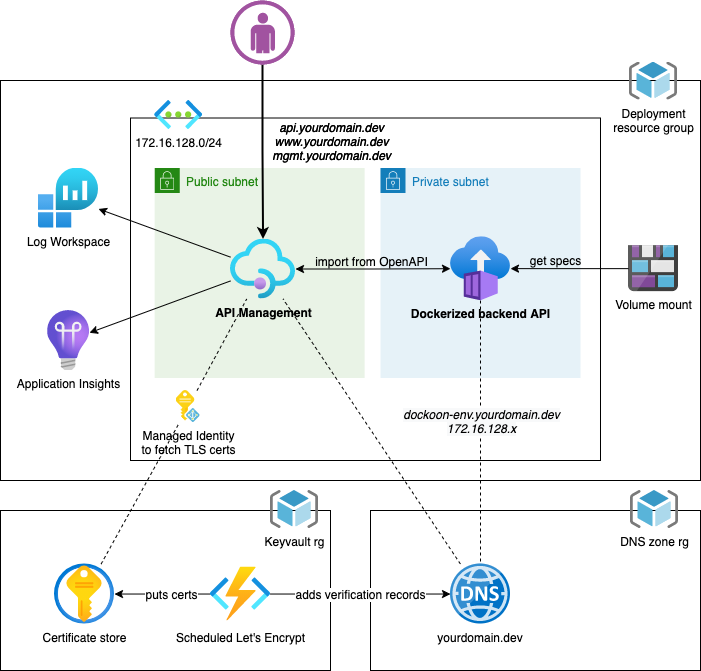 Deployment
resource group
172.16.128.0/24
api.yourdomain.dev
www.yourdomain.dev
mgmt.yourdomain.dev
Public subnet
Private subnet
Log Workspace
import from OpenAPI
get specs
API Management
Dockerized backend API
Volume mount
Application Insights
dockoon-env.yourdomain.dev
172.16.128.x
Managed Identity
to fetch TLS certs
Keyvault rg
DNS zone rg
puts certs
adds verification records
DNS
Certificate store
Scheduled Let's Encrypt
yourdomain.dev